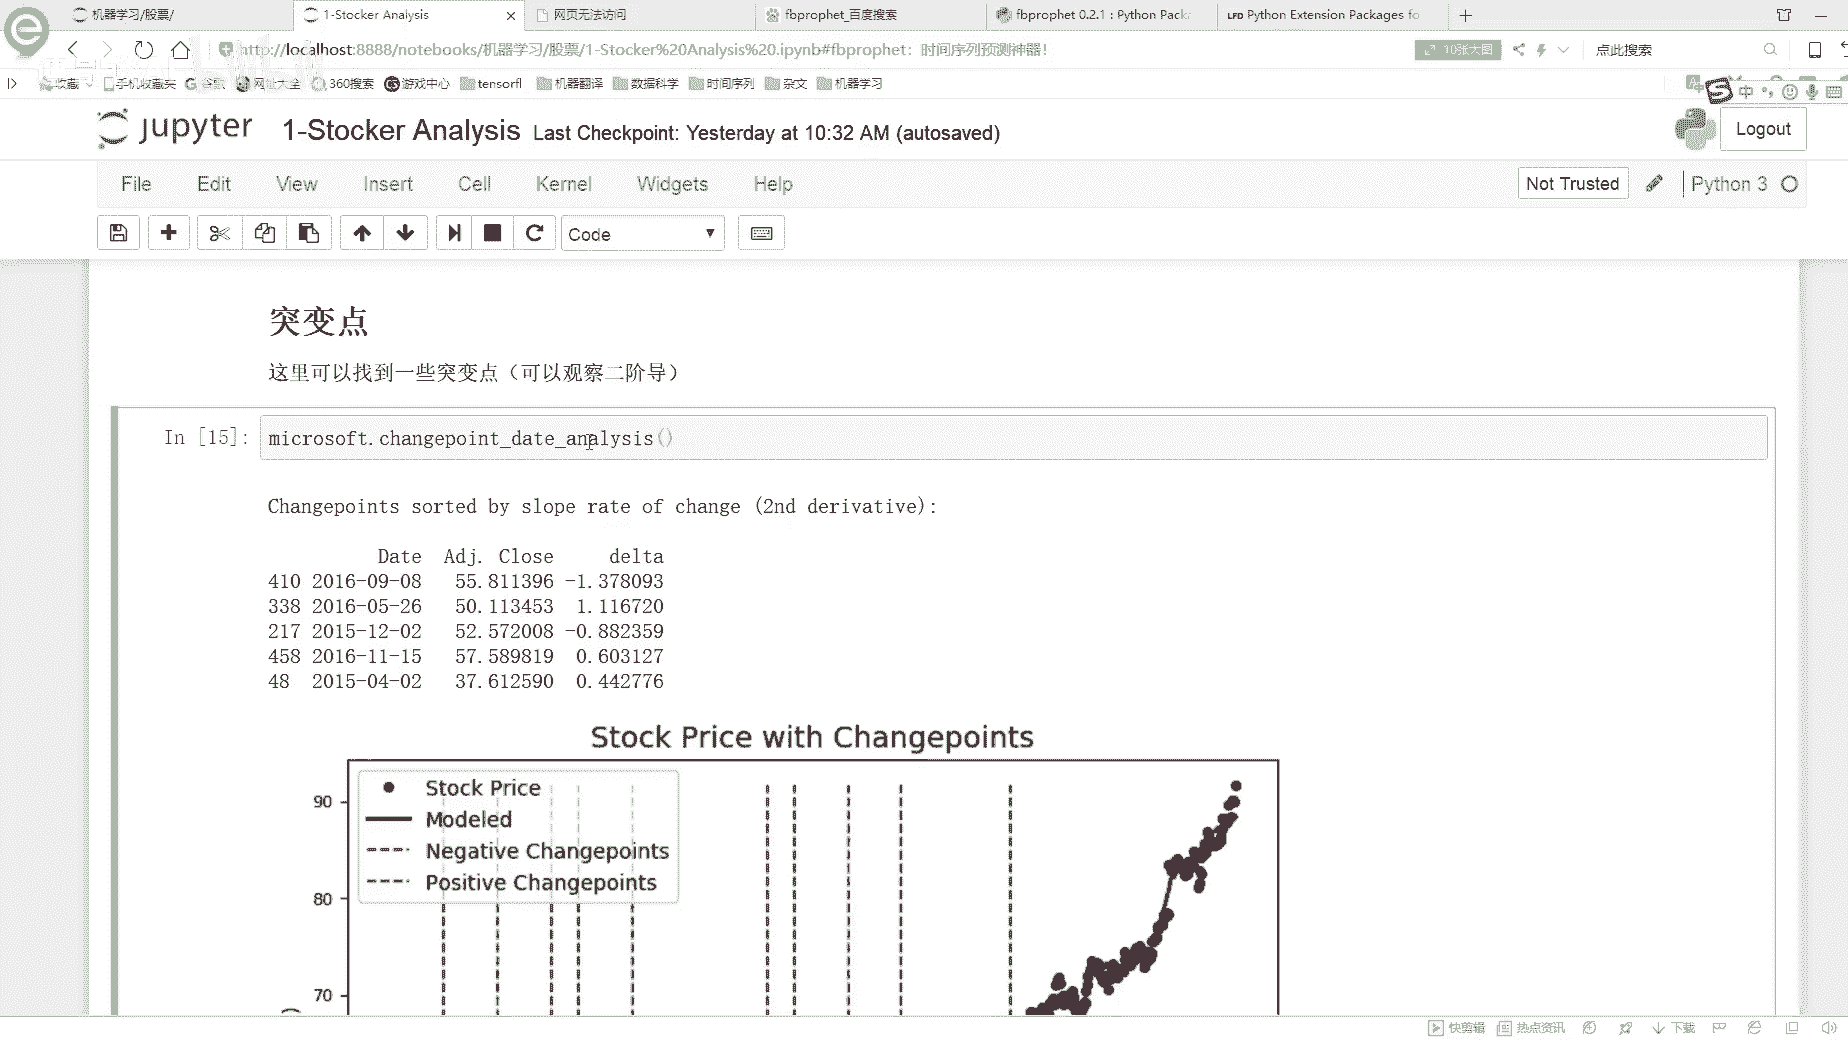 机器学习/股票/
1-Stocker Analysis
网页无法访问
fbprophet_百度搜索
fbprophet 0.2.1 : Python Pack
LFD Python Extension Packages fo
http://localhost:8888/notebooks/机器学习/股票/1-Stocker%20Analysis%20.ipynb#fbprophet：时间序列预测神器！
10张大图
点此搜索
收藏
手机收藏夹
谷歌
网址大全
360搜索
游戏中心
tensorfl
机器翻译
数据科学
时间序列
杂文
机器学习
中
jupyter
1-Stocker Analysis
Last Checkpoint: Yesterday at 10:32 AM (autosaved)
Logout
File Edit View Insert Cell Kernel Widgets Help
Not Trusted
Python 3
Code
突变点
这里可以找到一些突变点（可以观察二阶导）
In [15]:
microsoft.changepoint_date_analysis()
Changepoints sorted by slope rate of change (2nd derivative):
Date Adj. Close delta
410 2016-09-08 55.811396 -1.378093
338 2016-05-26 50.113453 1.116720
217 2015-12-02 52.572008 -0.882359
458 2016-11-15 57.589819 0.603127
48 2015-04-02 37.612590 0.442776
Stock Price with Changepoints
Stock Price
Modeled
Negative Changepoints
Positive Changepoints
90
80
70
快剪辑
热点资讯
下载